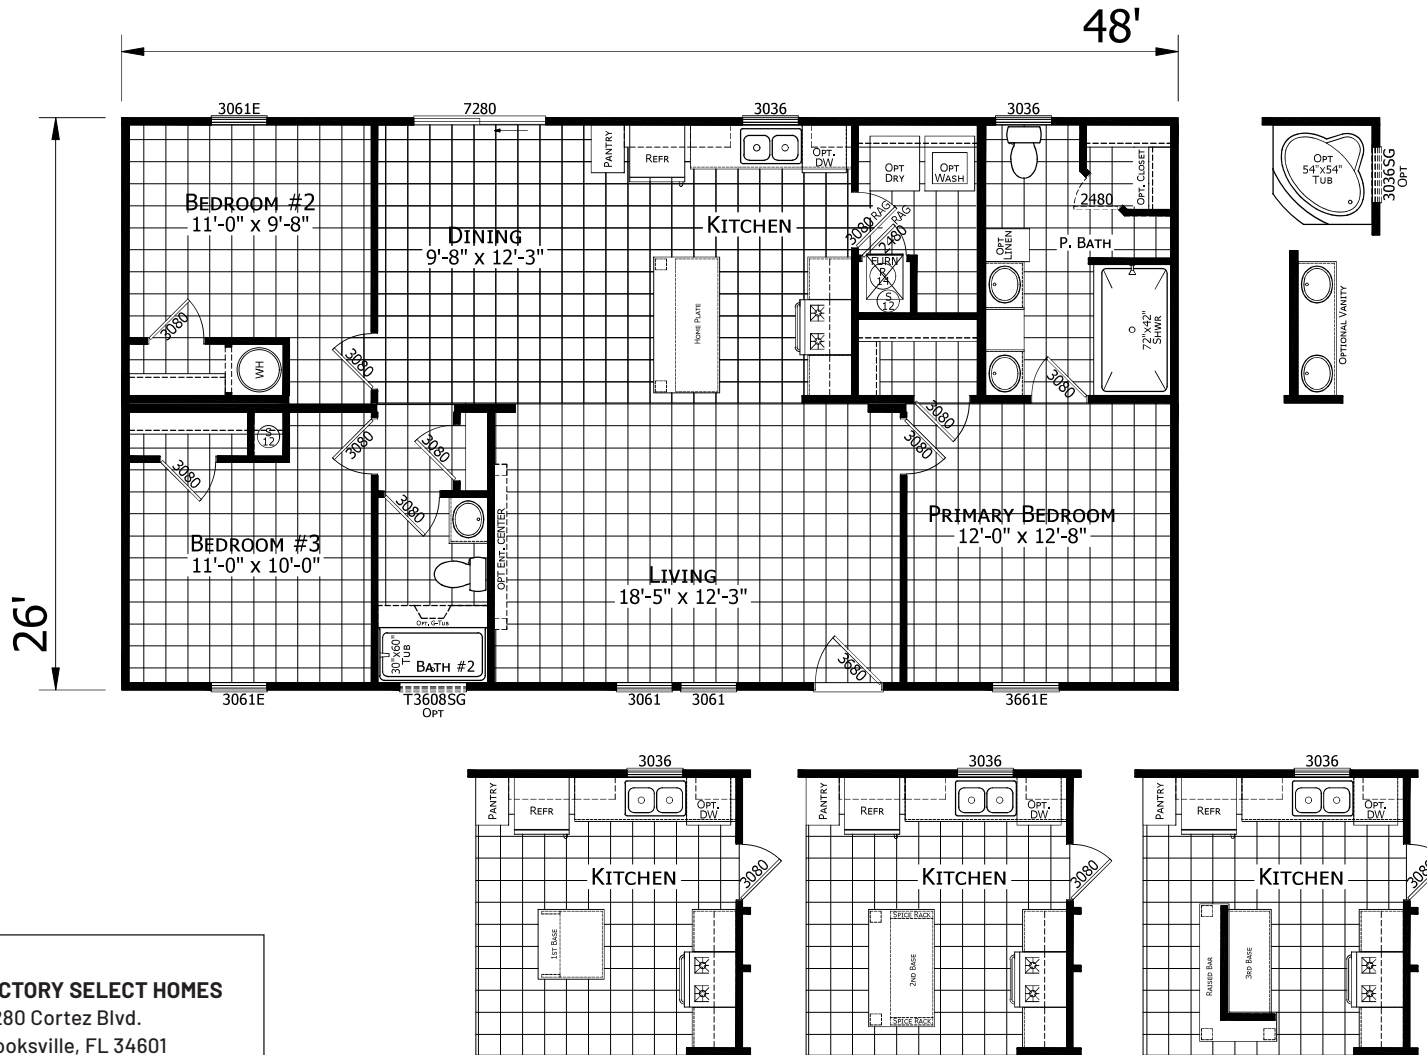 48'
3061E
7280
3036
3036
PANTRY
REFR
OPT.
DW
OPT
DRY
OPT
WASH
OPT. CLOSET
2480
OPT
54"x54"
TUB
3036SG
OPT
BEDROOM #2
11'-0" x 9'-8"
DINING
9'-8" x 12'-3"
KITCHEN
3080 RAG
2480 RAG
OPT
LINEN
P. BATH
FURN
R
14
S
12
HOME PLATE
72"x42"
SHWR
OPTIONAL VANITY
3080
WH
3080
3080
3080
3080
3080
S
12
3080
3080
3080
26'
BEDROOM #3
11'-0" x 10'-0"
OPT ENT. CENTER
LIVING
18'-5" x 12'-3"
PRIMARY BEDROOM
12'-0" x 12'-8"
OPT. G-TUB
30"x60"
TUB
BATH #2
3680
3061E
T3608SG
OPT
3061
3061
3661E
3036
PANTRY
REFR
OPT.
DW
KITCHEN
3080
1ST BASE
3036
PANTRY
REFR
OPT.
DW
KITCHEN
3080
SPICE RACK
2ND BASE
SPICE RACK
3036
PANTRY
REFR
OPT.
DW
KITCHEN
3080
RAISED BAR
3RD BASE
CTORY SELECT HOMES
280 Cortez Blvd.
ooksville, FL 34601